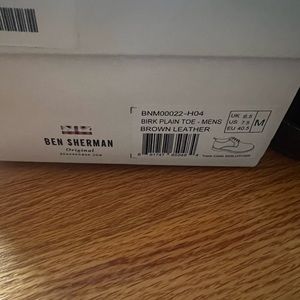 BEN SHERMAN
Original
BNM00022-H04
BIRK PLAIN TOE - MENS
BROWN LEATHER
UK 6.5
US 7.5
EU 40.5
M